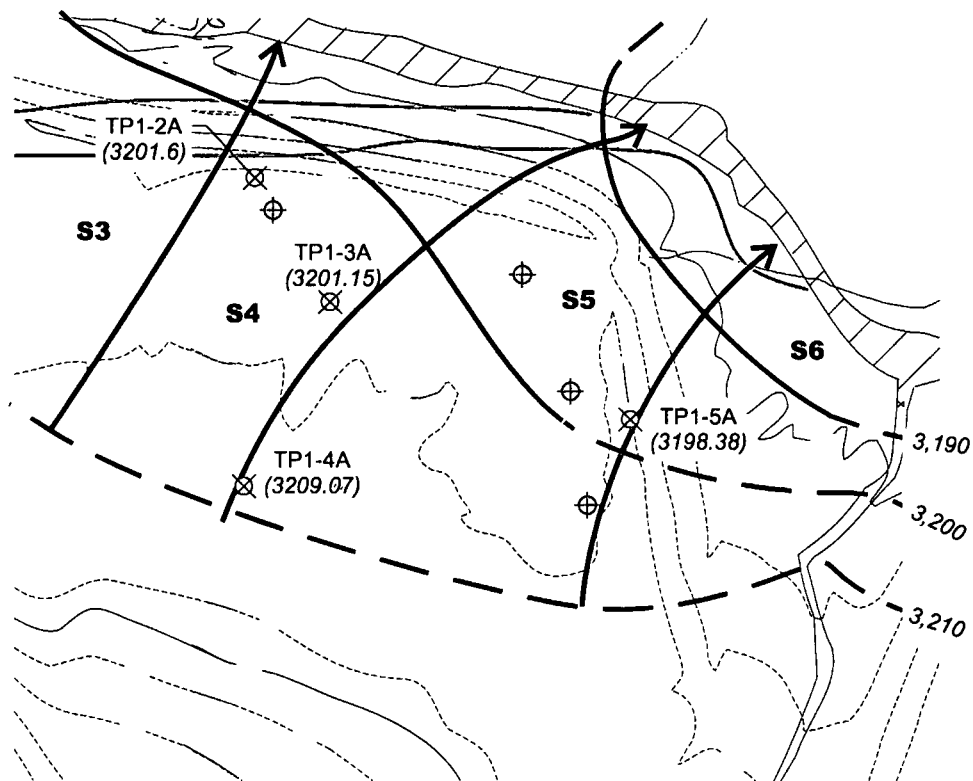 TP1-2A
(3201.6)
S3
TP1-3A
(3201.15)
S4
S5
S6
TP1-5A
(3198.38)
3,190
TP1-4A
(3209.07)
3,200
3,210